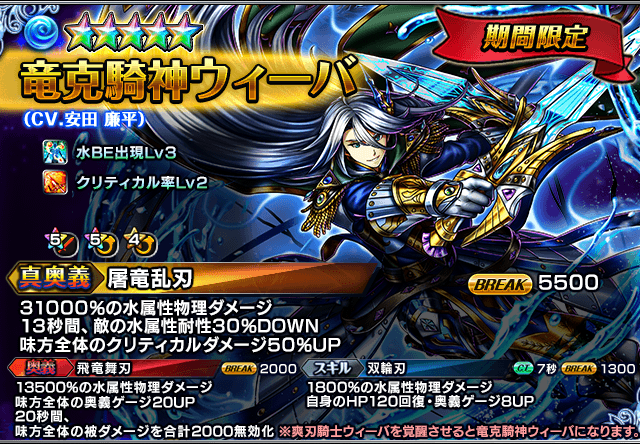 期間限定
竜克騎神ウィーバ
(CV.安田 廉平)
水BE出現Lv3
クリティカル率Lv2
5 5 4
真奥義 屠竜乱刃 BREAK 5500
31000%の水属性物理ダメージ
13秒間、敵の水属性耐性30%DOWN
味方全体のクリティカルダメージ50%UP
奥義 飛竜舞刃 BREAK 2000
13500%の水属性物理ダメージ
味方全体の奥義ゲージ20UP
20秒間、
味方全体の被ダメージを合計2000無効化
スキル 双輪刃 C.T. 7秒 BREAK 1300
1800%の水属性物理ダメージ
自身のHP120回復・奥義ゲージ8UP
※爽刃騎士ウィーバを覚醒させると竜克騎神ウィーバになります。